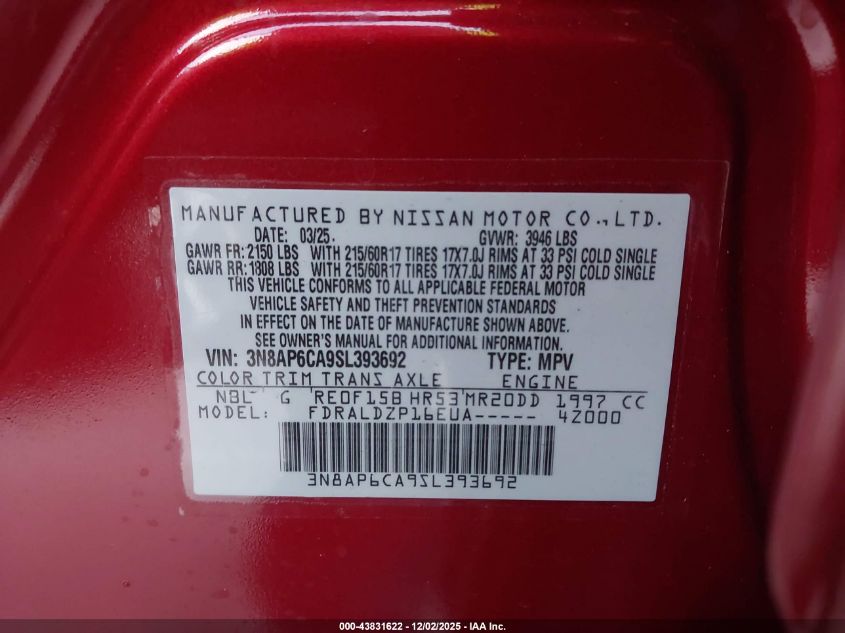 MANUFACTURED BY NISSAN MOTOR CO.,LTD.
DATE: 03/25. GVWR: 3946 LBS
GAWR FR: 2150 LBS WITH 215/60R17 TIRES 17X7.0J RIMS AT 33 PSI COLD SINGLE
GAWR RR: 1808 LBS WITH 215/60R17 TIRES 17X7.0J RIMS AT 33 PSI COLD SINGLE
THIS VEHICLE CONFORMS TO ALL APPLICABLE FEDERAL MOTOR
VEHICLE SAFETY AND THEFT PREVENTION STANDARDS
IN EFFECT ON THE DATE OF MANUFACTURE SHOWN ABOVE.
SEE OWNER'S MANUAL FOR ADDITIONAL INFORMATION.
VIN: 3N8AP6CA9SL393692 TYPE: MPV
COLOR TRIM TRANS AXLE ENGINE
NBL G 'RE0F15B HR53'MR20DD 1997 CC
MODEL: FDRALDZP16EUA----- 4Z000
3N8AP6CA9SL393692
000-43831622 - 12/02/2025 - IAA Inc.